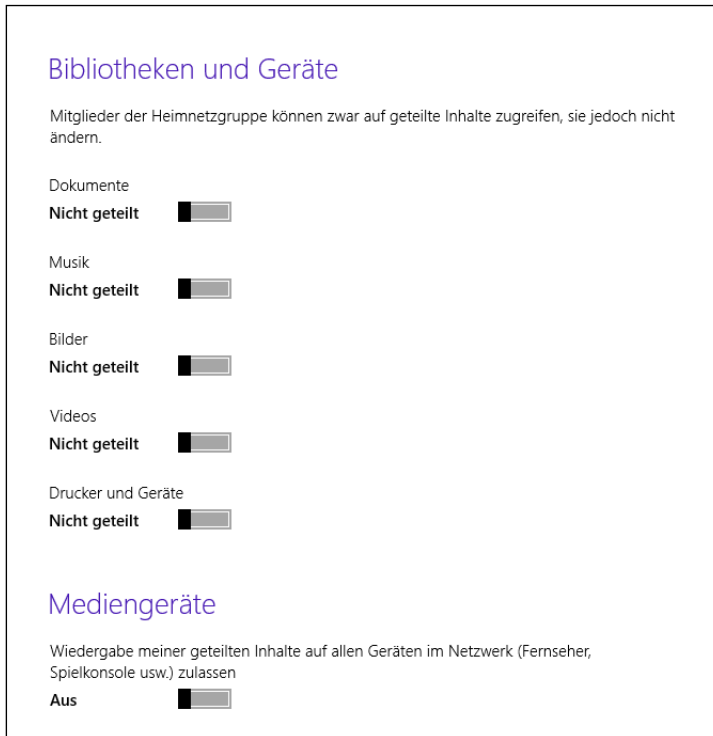 Bibliotheken und Geräte
Mitglieder der Heimnetzgruppe können zwar auf geteilte Inhalte zugreifen, sie jedoch nicht
ändern.
Dokumente
Nicht geteilt
Musik
Nicht geteilt
Bilder
Nicht geteilt
Videos
Nicht geteilt
Drucker und Geräte
Nicht geteilt
Mediengeräte
Wiedergabe meiner geteilten Inhalte auf allen Geräten im Netzwerk (Fernseher,
Spielkonsole usw.) zulassen
Aus